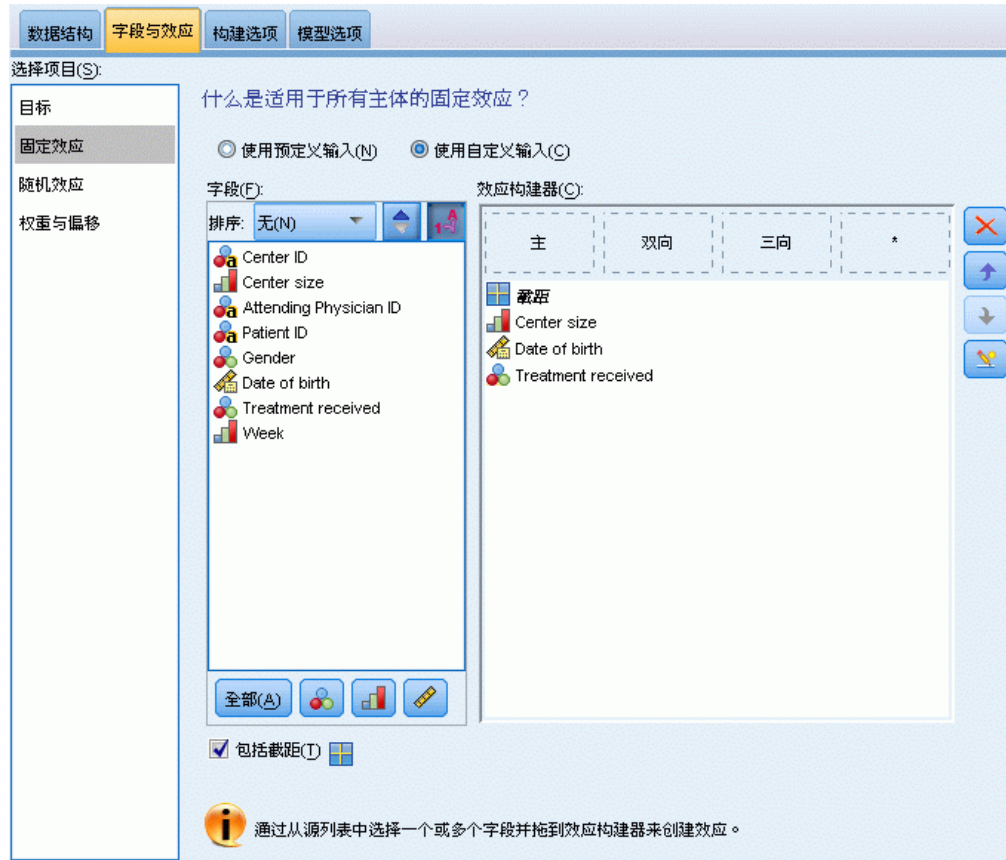 数据结构 字段与效应 构建选项 模型选项
选择项目(S):
目标
固定效应
随机效应
权重与偏移
什么是适用于所有主体的固定效应？
使用预定义输入(N) 使用自定义输入(C)
字段(F):
排序: 无(N)
Center ID
Center size
Attending Physician ID
Patient ID
Gender
Date of birth
Treatment received
Week
全部(A)
效应构建器(C):
主 双向 三向 *
截距
Center size
Date of birth
Treatment received
包括截距(T)
通过从源列表中选择一个或多个字段并拖到效应构建器来创建效应。